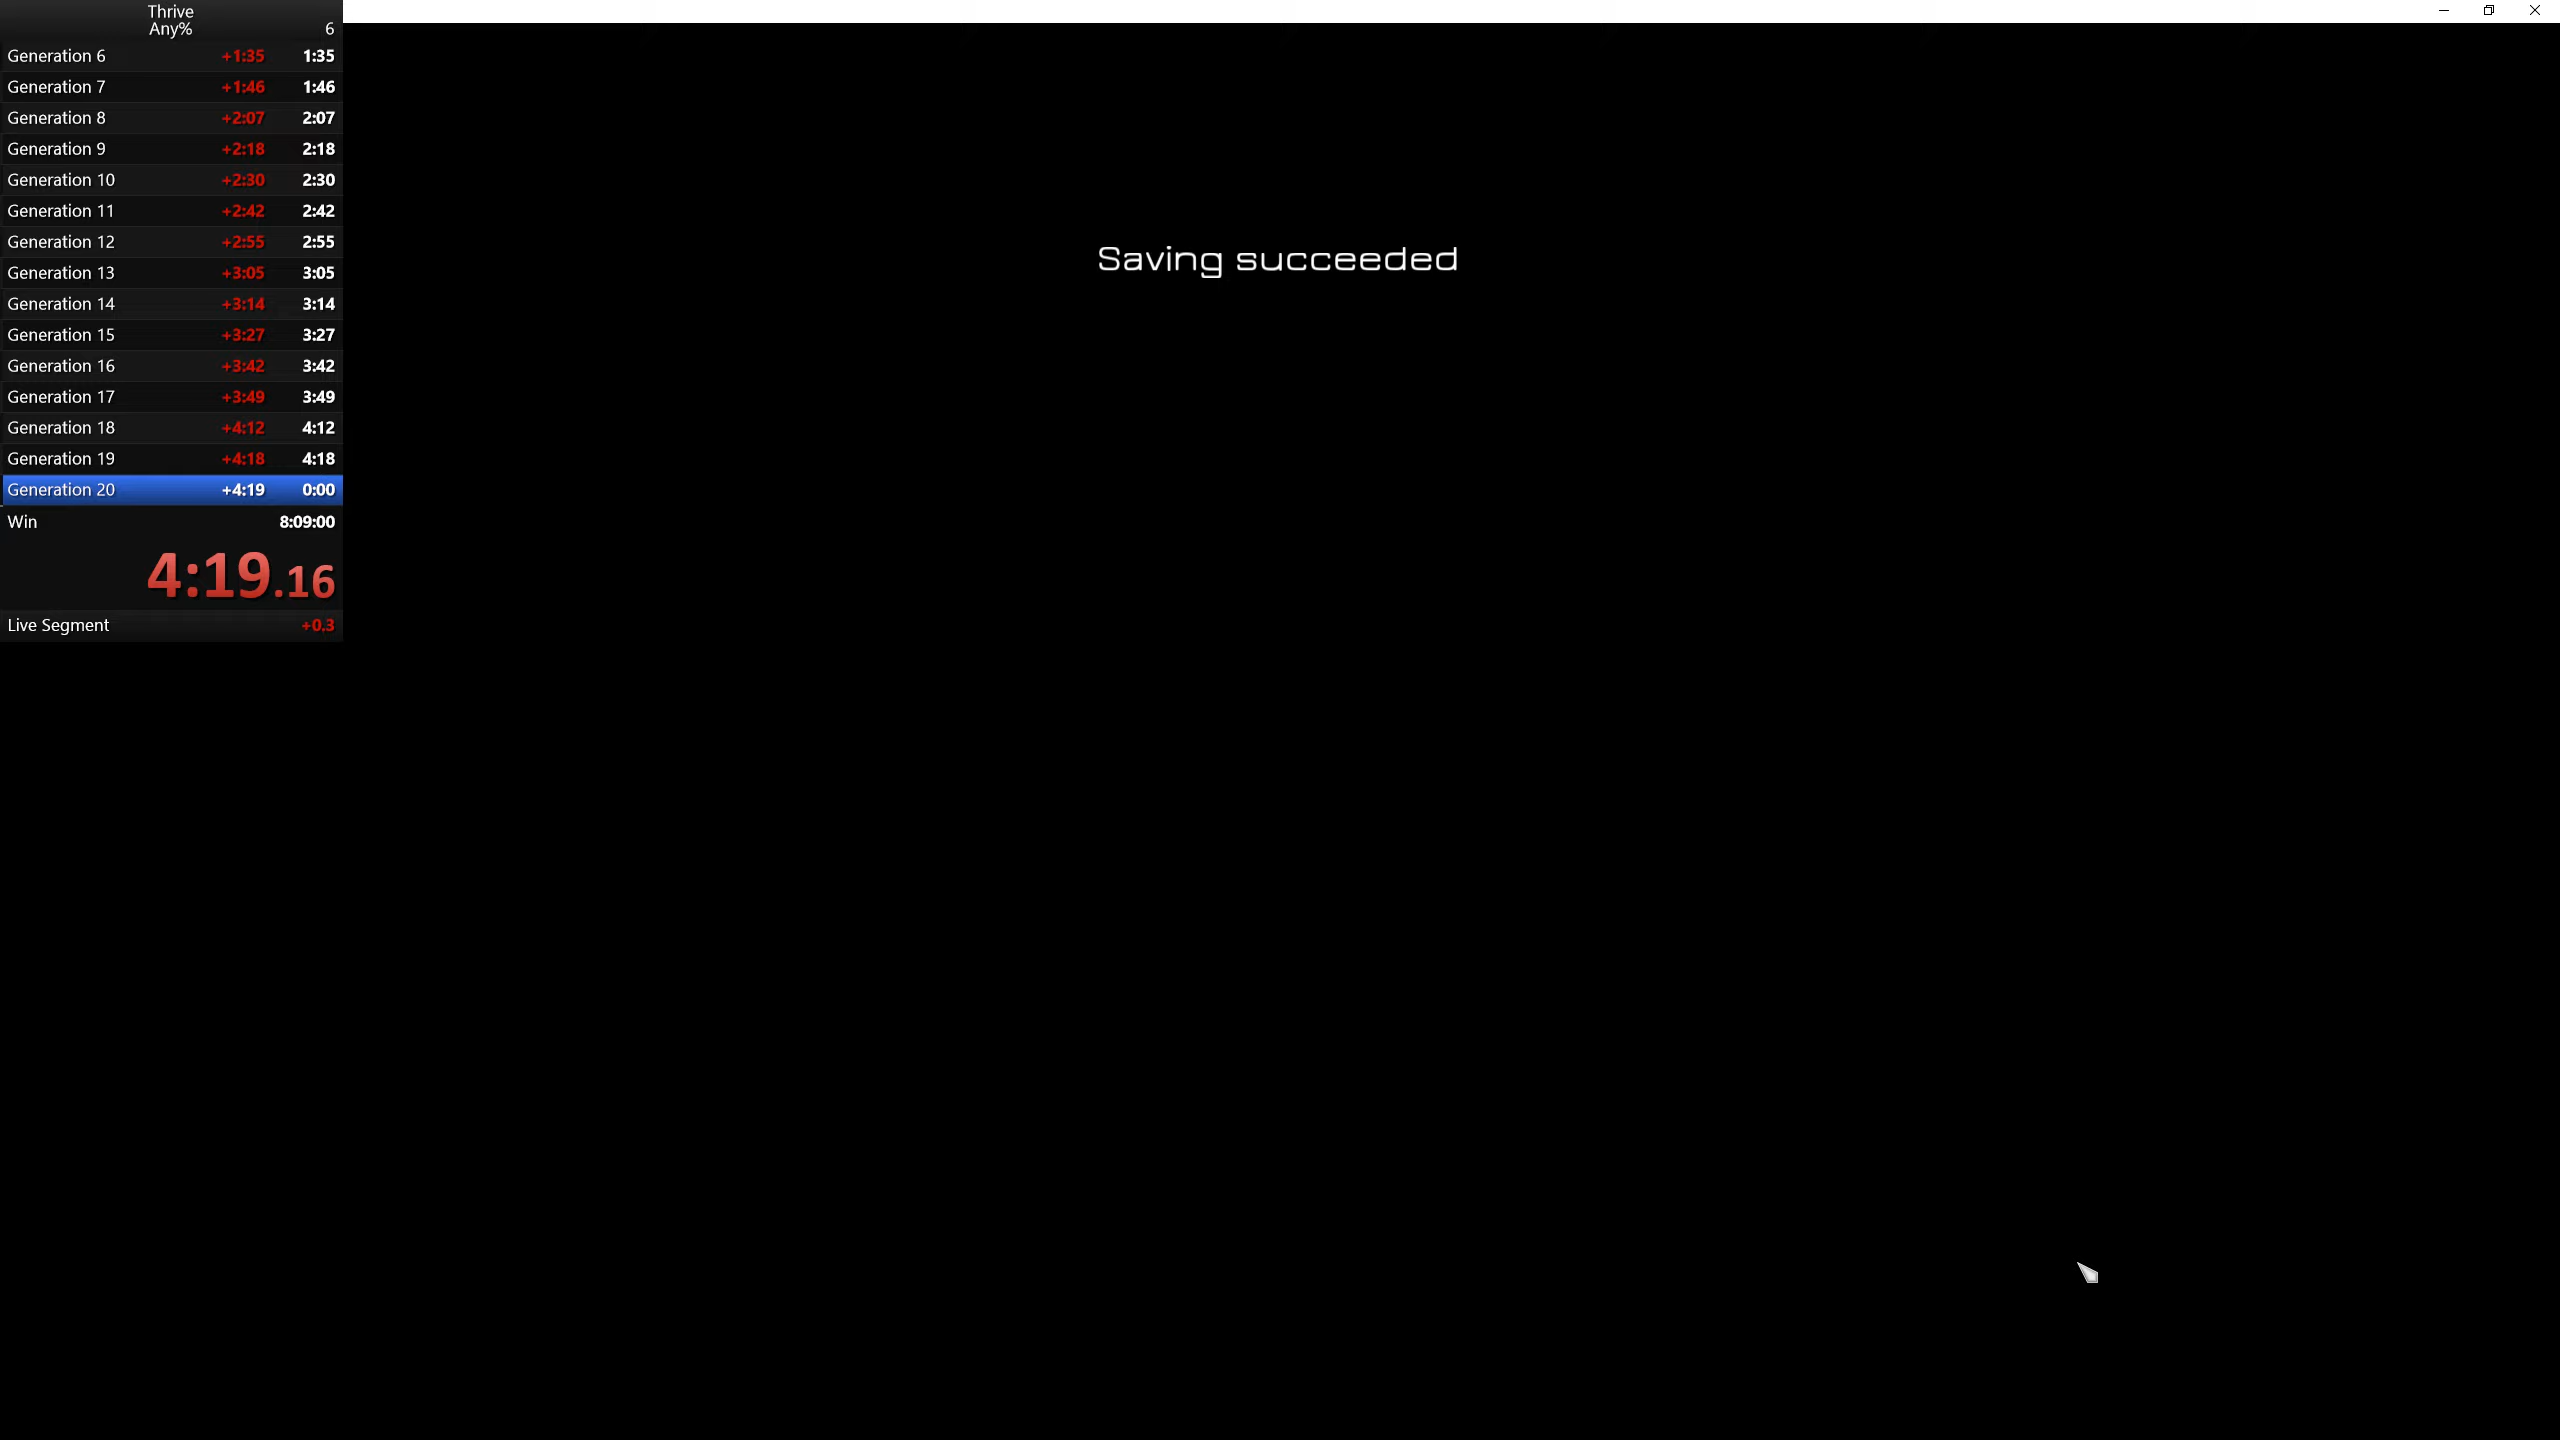 Thrive
Any%
6
Generation 6 +1:35 1:35
Generation 7 +1:46 1:46
Generation 8 +2:07 2:07
Generation 9 +2:18 2:18
Generation 10 +2:30 2:30
Generation 11 +2:42 2:42
Generation 12 +2:55 2:55
Generation 13 +3:05 3:05
Generation 14 +3:14 3:14
Generation 15 +3:27 3:27
Generation 16 +3:42 3:42
Generation 17 +3:49 3:49
Generation 18 +4:12 4:12
Generation 19 +4:18 4:18
Generation 20 +4:19 0:00
Win 8:09:00
4:19.16
Live Segment +0.3
Saving succeeded